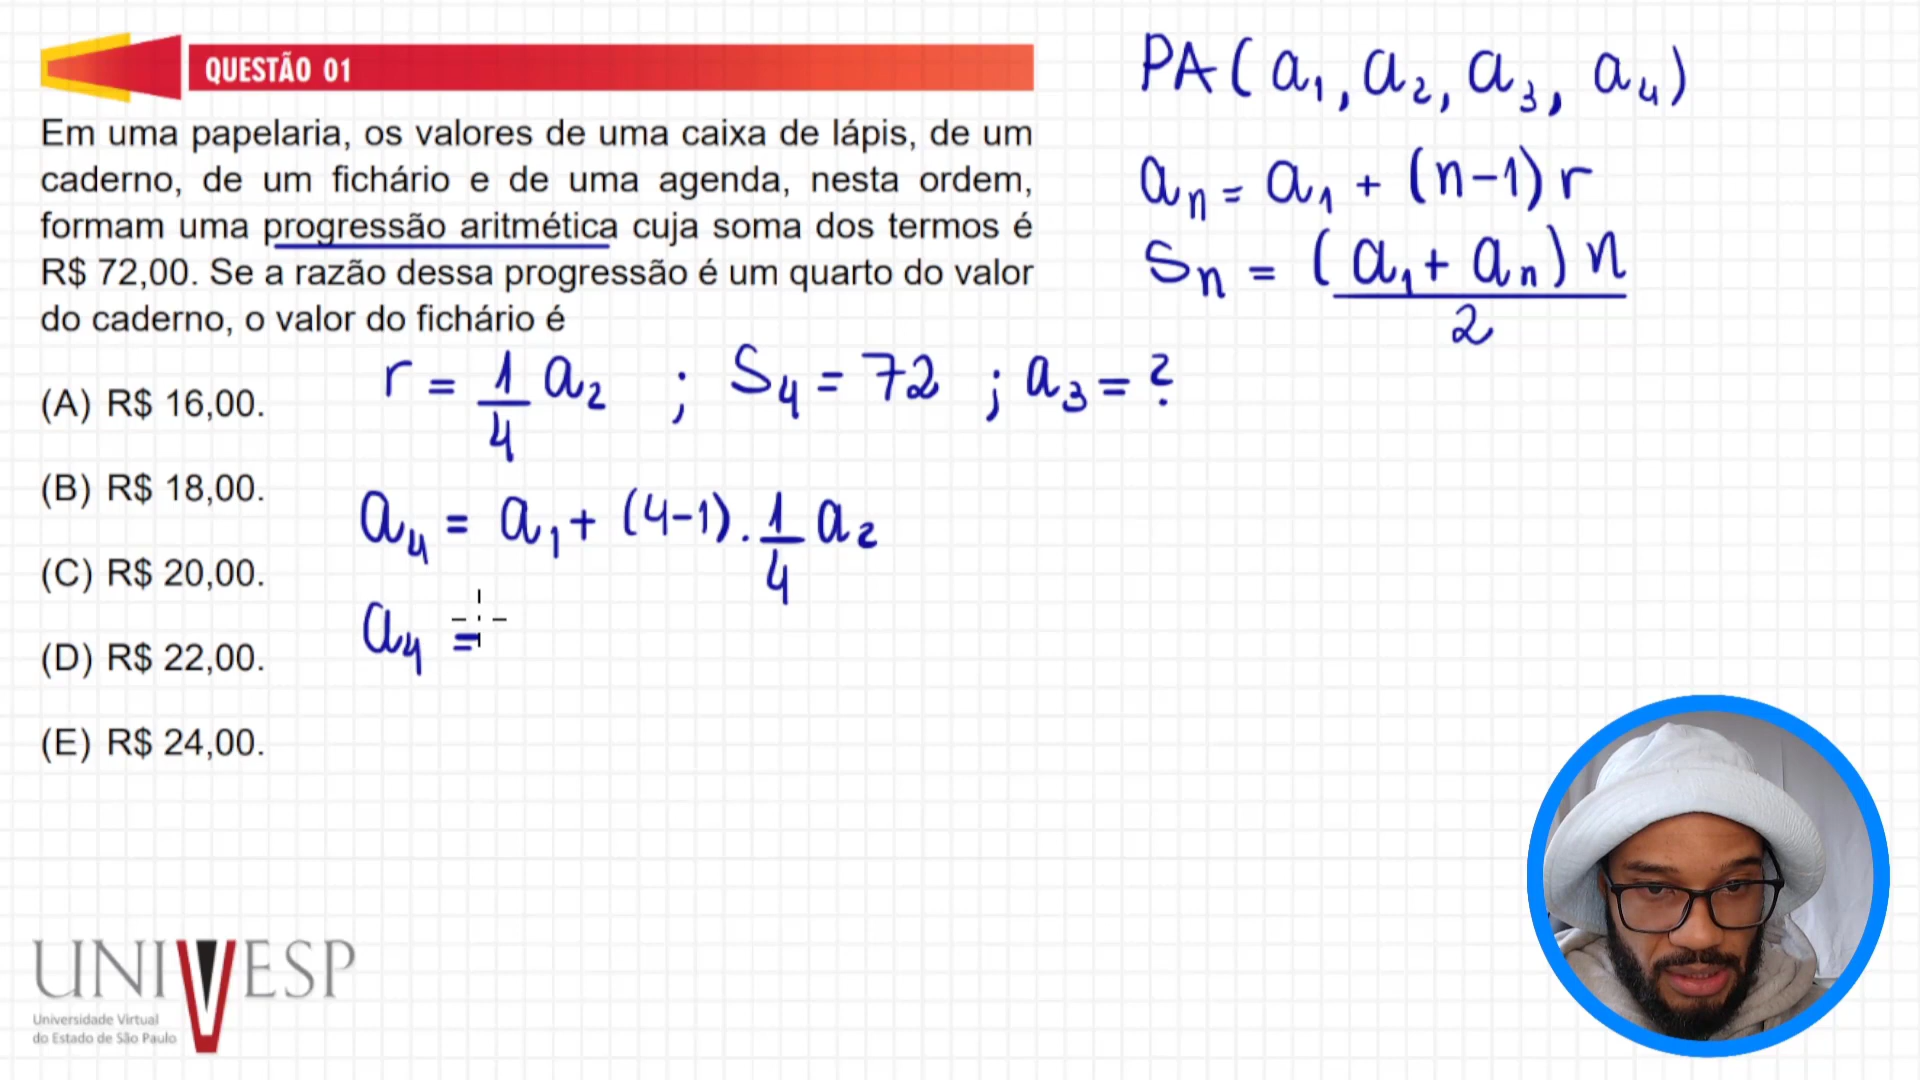 QUESTÃO 01
Em uma papelaria, os valores de uma caixa de lápis, de um
caderno, de um fichário e de uma agenda, nesta ordem,
formam uma progressão aritmética cuja soma dos termos é
R$ 72,00. Se a razão dessa progressão é um quarto do valor
do caderno, o valor do fichário é
(A) R$ 16,00.
(B) R$ 18,00.
(C) R$ 20,00.
(D) R$ 22,00.
(E) R$ 24,00.
r = 1/4 a₂ ; S₄ = 72 ; a₃ = ?
a₄ = a₁ + (4-1) . 1/4 a₂
a₄ =
PA ( a₁, a₂, a₃, a₄ )
aₙ = a₁ + (n-1) r
Sₙ = (a₁ + aₙ) n / 2
UNIVESP
Universidade Virtual
do Estado de São Paulo